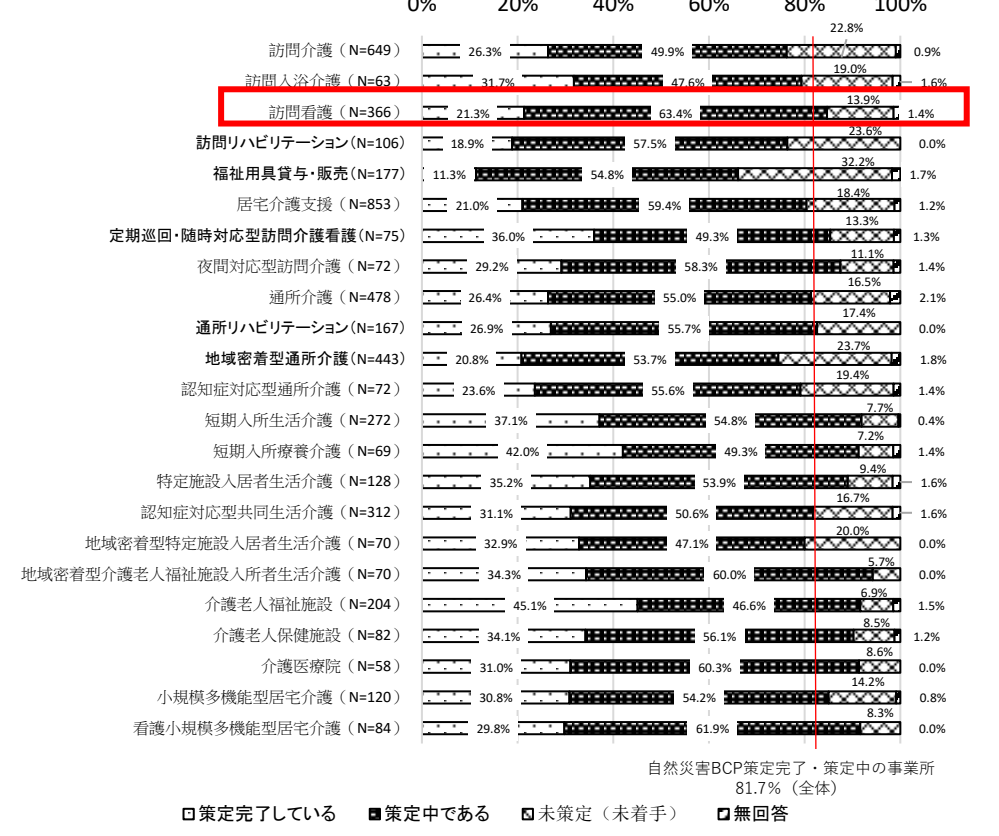 0% 20% 40% 60% 80% 100%
22.8%
訪問介護（N=649） 26.3% 49.9% 0.9%
19.0%
訪問入浴介護（N=63） 31.7% 47.6% 1.6%
13.9%
訪問看護（N=366） 21.3% 63.4% 1.4%
23.6%
訪問リハビリテーション(N=106) 18.9% 57.5% 0.0%
32.2%
福祉用具貸与・販売(N=177) 11.3% 54.8% 1.7%
18.4%
居宅介護支援（N=853） 21.0% 59.4% 1.2%
13.3%
定期巡回・随時対応型訪問介護看護(N=75) 36.0% 49.3% 1.3%
11.1%
夜間対応型訪問介護（N=72） 29.2% 58.3% 1.4%
16.5%
通所介護（N=478） 26.4% 55.0% 2.1%
17.4%
通所リハビリテーション(N=167) 26.9% 55.7% 0.0%
23.7%
地域密着型通所介護(N=443) 20.8% 53.7% 1.8%
19.4%
認知症対応型通所介護（N=72） 23.6% 55.6% 1.4%
7.7%
短期入所生活介護（N=272） 37.1% 54.8% 0.4%
7.2%
短期入所療養介護（N=69） 42.0% 49.3% 1.4%
9.4%
特定施設入居者生活介護（N=128） 35.2% 53.9% 1.6%
16.7%
認知症対応型共同生活介護（N=312） 31.1% 50.6% 1.6%
20.0%
地域密着型特定施設入居者生活介護（N=70） 32.9% 47.1% 0.0%
5.7%
地域密着型介護老人福祉施設入所者生活介護（N=70） 34.3% 60.0% 0.0%
6.9%
介護老人福祉施設（N=204） 45.1% 46.6% 1.5%
8.5%
介護老人保健施設（N=82） 34.1% 56.1% 1.2%
8.6%
介護医療院（N=58） 31.0% 60.3% 0.0%
14.2%
小規模多機能型居宅介護（N=120） 30.8% 54.2% 0.8%
8.3%
看護小規模多機能型居宅介護（N=84） 29.8% 61.9% 0.0%
自然災害BCP策定完了・策定中の事業所
81.7%（全体）
策定完了している 策定中である 未策定（未着手） 無回答